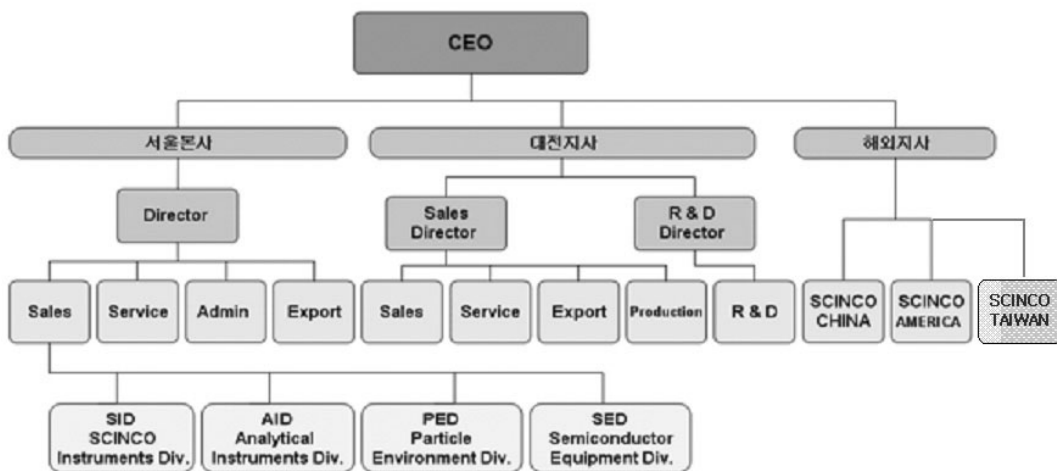 CEO
서울본사
대전지사
해외지사
Director
Sales
Director
R & D
Director
Sales
Service
Admin
Export
Sales
Service
Export
Production
R & D
SCINCO
CHINA
SCINCO
AMERICA
SCINCO
TAIWAN
SID
SCINCO
Instruments Div.
AID
Analytical
Instruments Div.
PED
Particle
Environment Div.
SED
Semiconductor
Equipment Div.